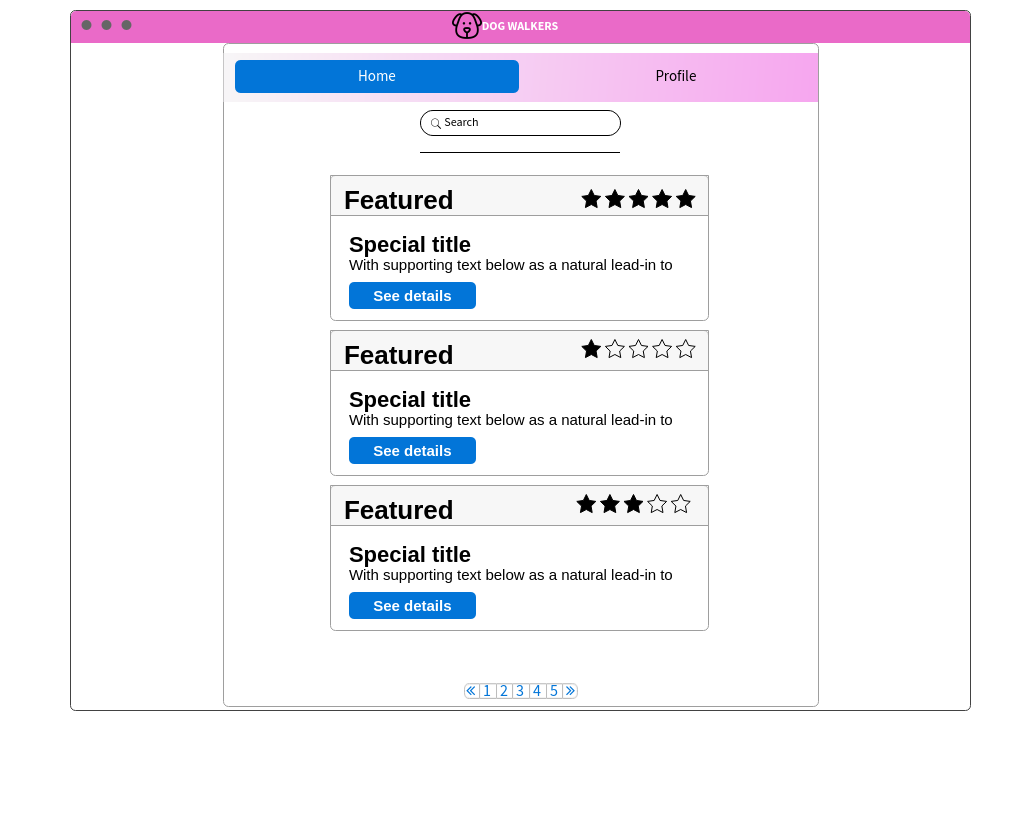 DOG WALKERS
Home Profile
Search
Featured
Special title
With supporting text below as a natural lead-in to
See details
Featured
Special title
With supporting text below as a natural lead-in to
See details
Featured
Special title
With supporting text below as a natural lead-in to
See details
« 1 2 3 4 5 »